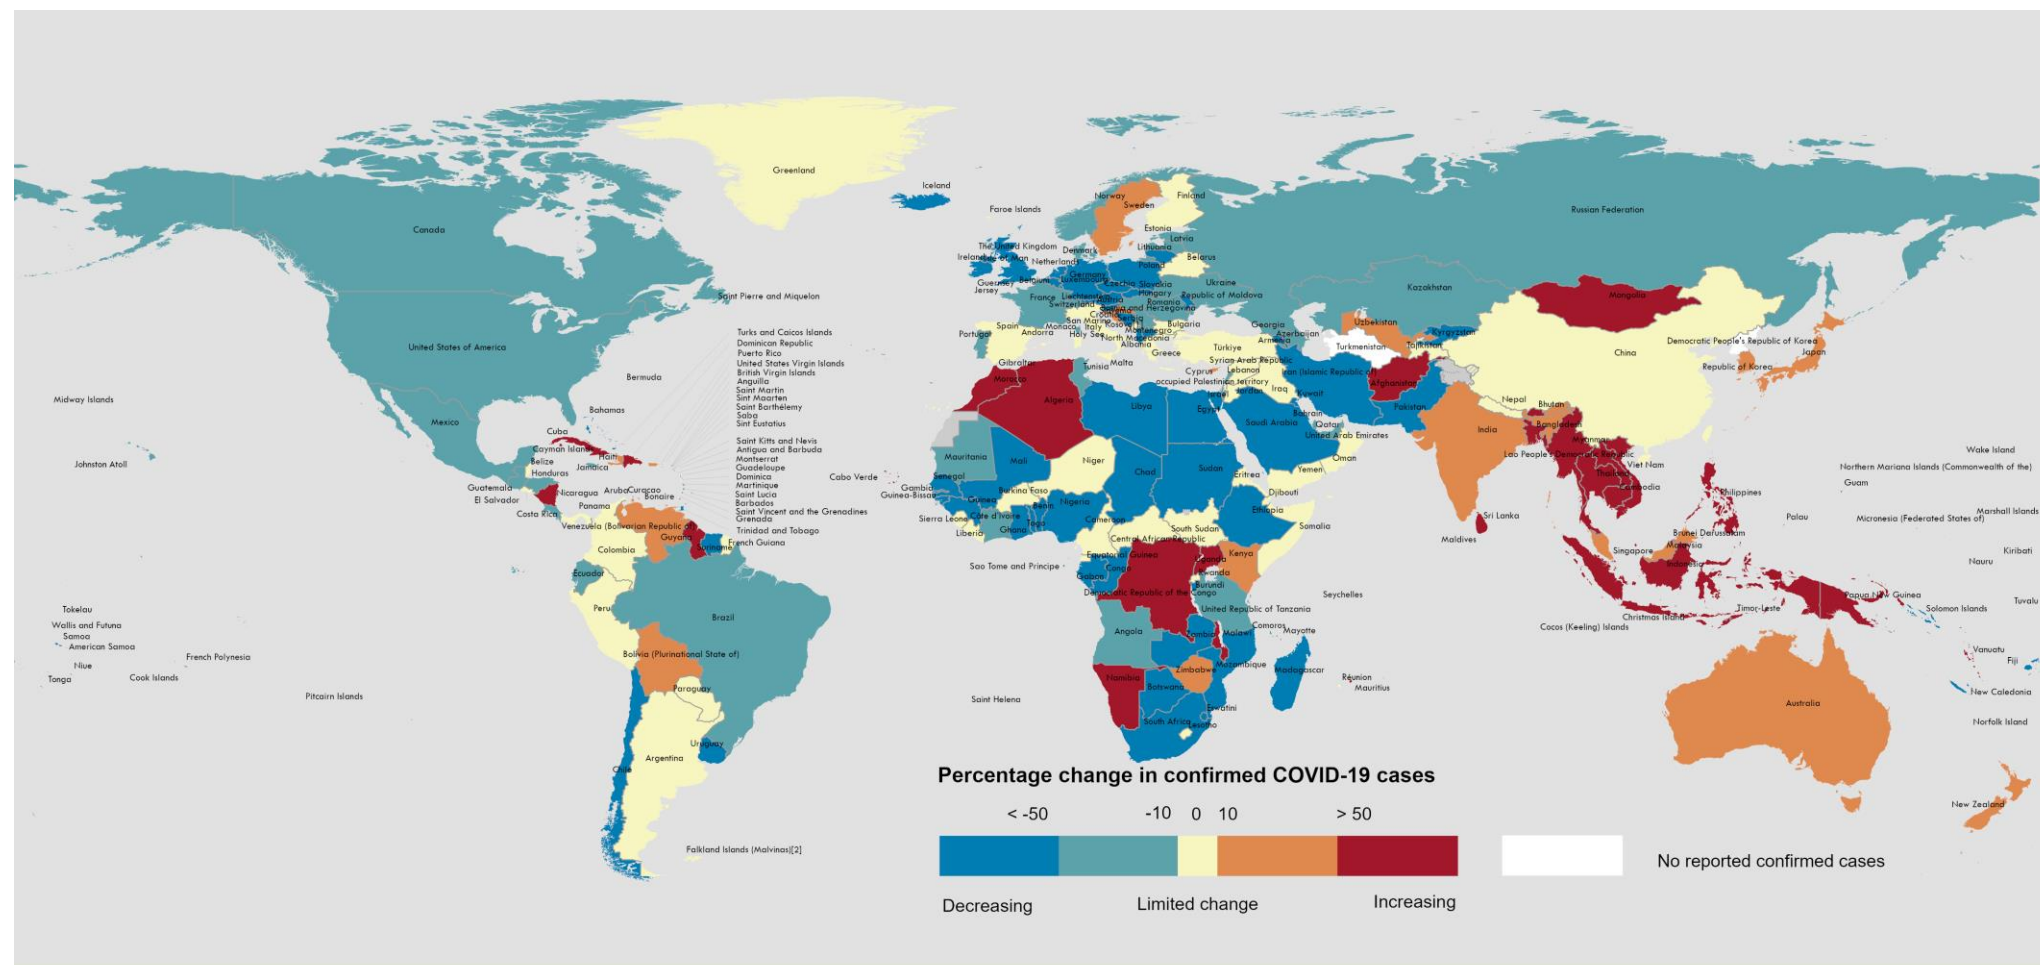 Greenland
Iceland
Faroe Islands
Norway
Sweden
Finland
Russian Federation
Canada
Estonia
Latvia
Lithuania
The United Kingdom
Denmark
Netherlands
Belarus
Poland
Germany
Guernsey
Belgium
Jersey
Ukraine
Slovakia
Hungary
Kazakhstan
Mongolia
Saint Pierre and Miquelon
France
Liechtenstein
Switzerland
Romania
Republic of Moldova
San Marino
Spain
Andorra
Monaco
Italy
Holy See
Kosovo
Montenegro
Bulgaria
Portugal
North Macedonia
Albania
Greece
Georgia
Azerbaijan
Armenia
Uzbekistan
Kyrgyzstan
Turkmenistan
Tajikistan
Türkiye
China
Democratic People's Republic of Korea
Japan
Republic of Korea
United States of America
Turks and Caicos Islands
Dominican Republic
Puerto Rico
United States Virgin Islands
British Virgin Islands
Anguilla
Saint Martin
Sint Maarten
Saint Barthélemy
Saba
Sint Eustatius
Bermuda
Gibraltar
Tunisia
Malta
Cyprus
Syrian Arab Republic
Lebanon
occupied Palestinian territory
Israel
Jordan
Iraq
Iran (Islamic Republic of)
Kuwait
Afghanistan
Pakistan
Morocco
Algeria
Libya
Egypt
Bahrain
Saudi Arabia
Qatar
United Arab Emirates
Oman
Nepal
Bhutan
India
Bangladesh
Myanmar
Lao People's Democratic Republic
Viet Nam
Thailand
Cambodia
Midway Islands
Mexico
Bahamas
Cuba
Cayman Islands
Haiti
Belize
Jamaica
Honduras
Guatemala
El Salvador
Nicaragua
Aruba
Curaçao
Bonaire
Costa Rica
Panama
Johnston Atoll
Saint Kitts and Nevis
Antigua and Barbuda
Montserrat
Guadeloupe
Dominica
Martinique
Saint Lucia
Barbados
Saint Vincent and the Grenadines
Grenada
Trinidad and Tobago
Cabo Verde
Mauritania
Senegal
Gambia
Guinea-Bissau
Guinea
Mali
Niger
Chad
Sudan
Eritrea
Yemen
Djibouti
Burkina Faso
Benin
Nigeria
Sierra Leone
Côte d'Ivoire
Ghana
Togo
Liberia
Cameroon
Ethiopia
Somalia
South Sudan
Central African Republic
Wake Island
Northern Mariana Islands (Commonwealth of the)
Guam
Philippines
Sri Lanka
Palau
Micronesia (Federated States of)
Marshall Islands
Maldives
Brunei Darussalam
Malaysia
Singapore
Indonesia
Kiribati
Nauru
Venezuela (Bolivarian Republic of)
Guyana
Suriname
French Guiana
Colombia
Ecuador
Peru
Brazil
Bolivia (Plurinational State of)
Paraguay
Sao Tome and Principe
Equatorial Guinea
Gabon
Congo
Democratic Republic of the Congo
Uganda
Kenya
Rwanda
Burundi
United Republic of Tanzania
Seychelles
Angola
Zambia
Malawi
Comoros
Mayotte
Mozambique
Zimbabwe
Madagascar
Namibia
Botswana
Réunion
Mauritius
Eswatini
South Africa
Lesotho
Saint Helena
Papua New Guinea
Timor-Leste
Christmas Island
Cocos (Keeling) Islands
Solomon Islands
Tuvalu
Tokelau
Wallis and Futuna
Samoa
American Samoa
Niue
Tonga
French Polynesia
Cook Islands
Pitcairn Islands
Vanuatu
Fiji
New Caledonia
Norfolk Island
Australia
New Zealand
Uruguay
Argentina
Chile
Falkland Islands (Malvinas)[2]
Percentage change in confirmed COVID-19 cases
< -50 -10 0 10 > 50
No reported confirmed cases
Decreasing Limited change Increasing